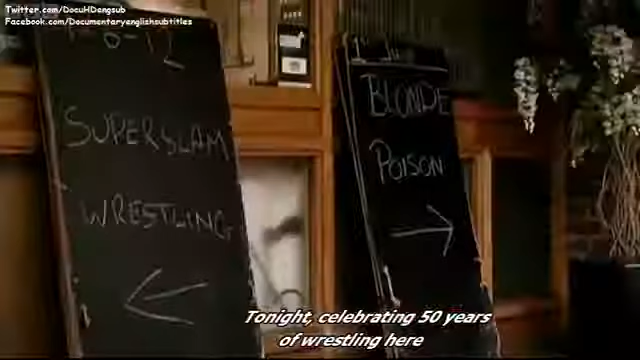 Twitter.com/DocuHDengsub
Facebook.com/Documentaryenglishsubtitles
SUPERSLAM
WRESTLING
BLONDE
POISON
Tonight, celebrating 50 years
of wrestling here